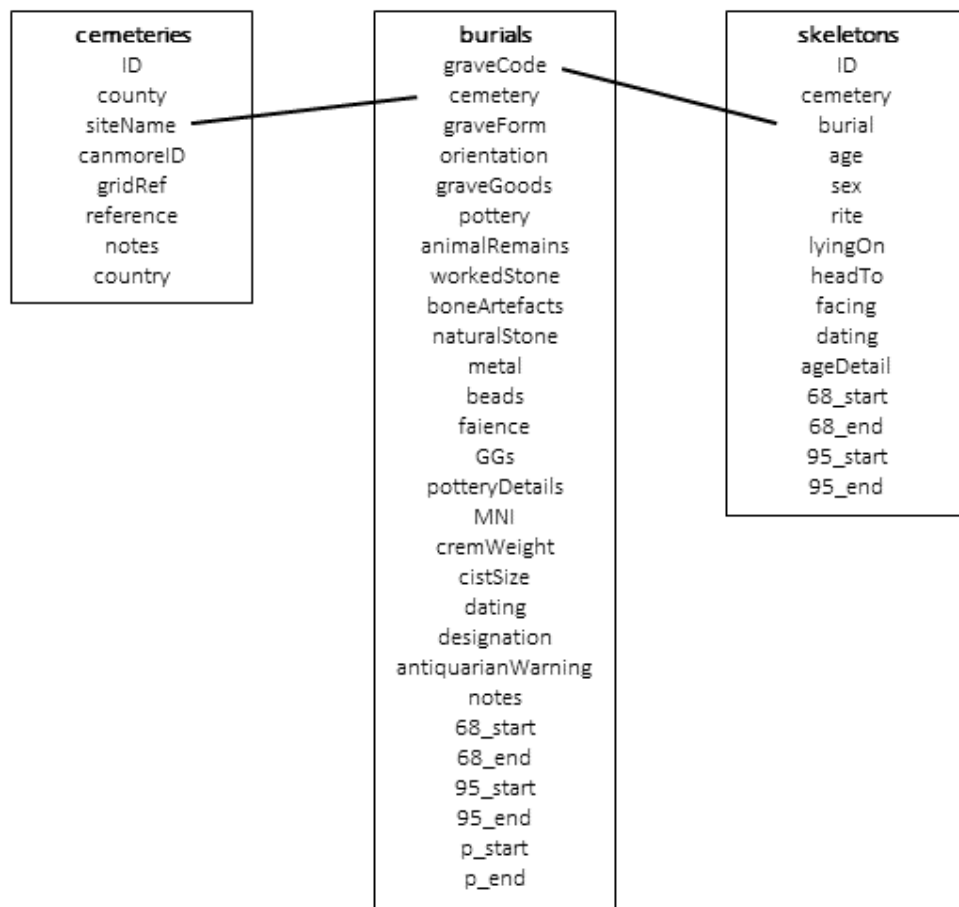 cemeteries
ID
county
siteName
canmoreID
gridRef
reference
notes
country
burials
graveCode
cemetery
graveForm
orientation
graveGoods
pottery
animalRemains
workedStone
boneArtefacts
naturalStone
metal
beads
faience
GGs
potteryDetails
MNI
cremWeight
cistSize
dating
designation
antiquarianWarning
notes
68_start
68_end
95_start
95_end
p_start
p_end
skeletons
ID
cemetery
burial
age
sex
rite
lyingOn
headTo
facing
dating
ageDetail
68_start
68_end
95_start
95_end